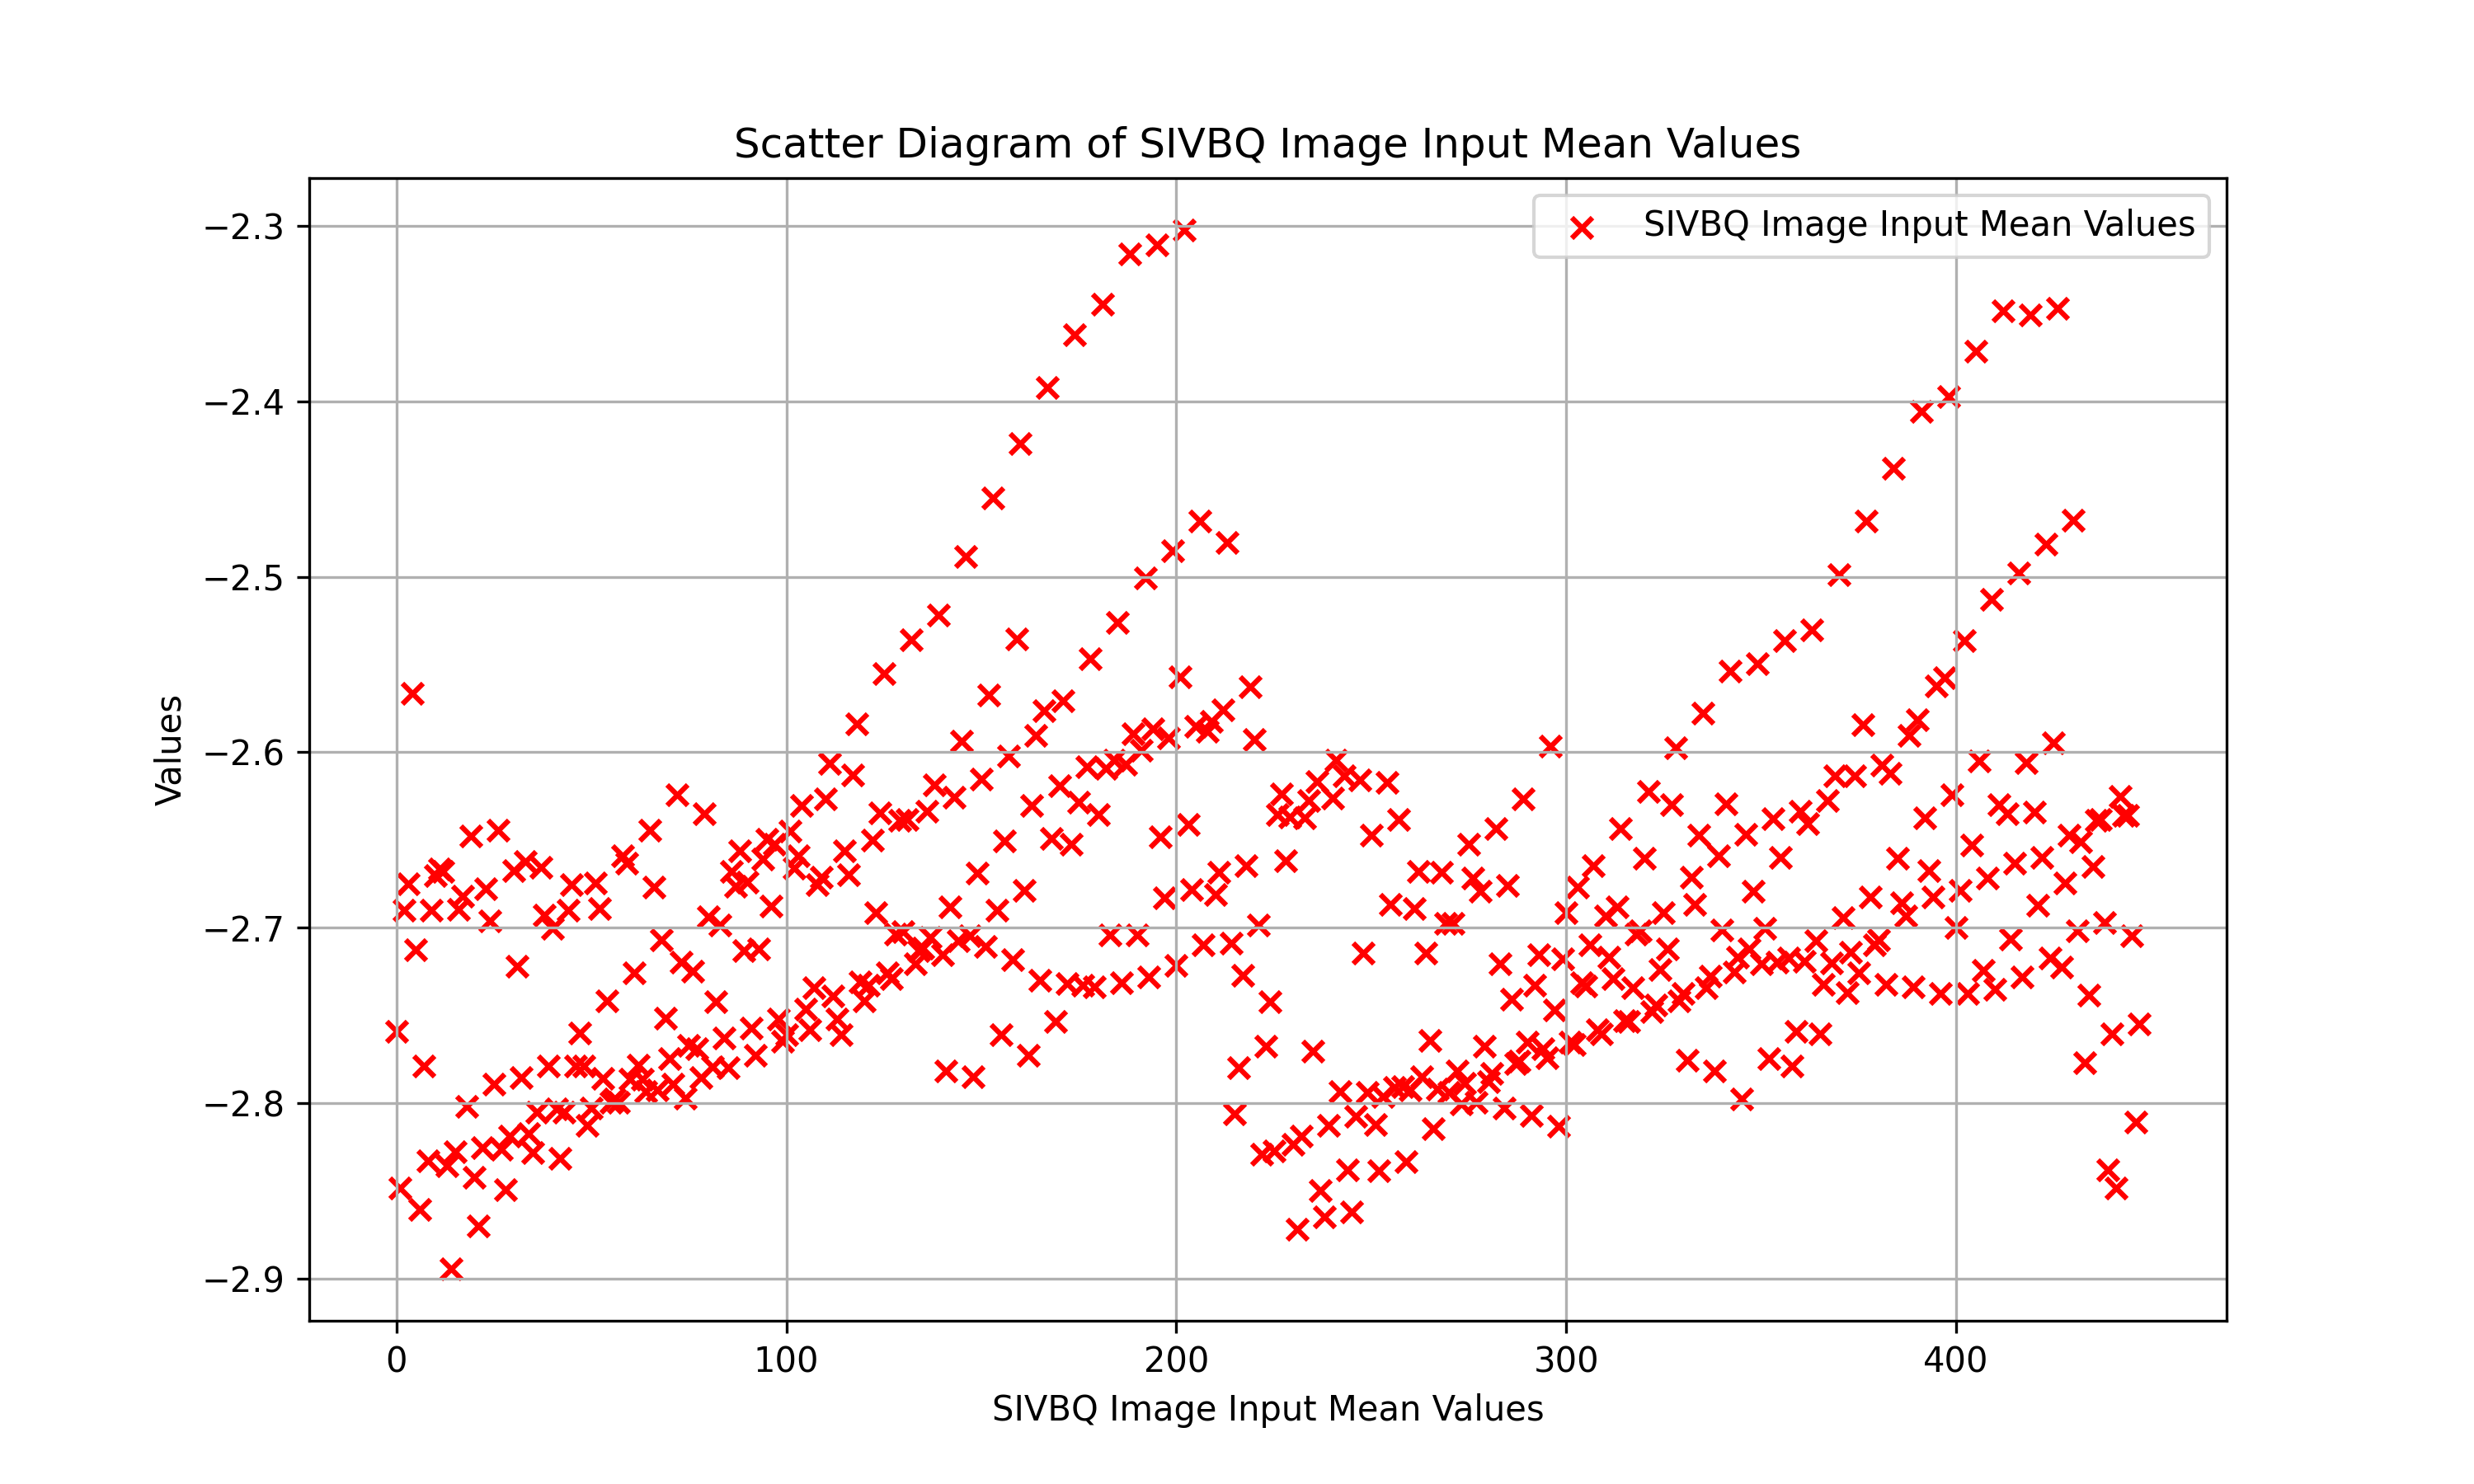 Scatter Diagram of SIVBQ Image Input Mean Values
SIVBQ Image Input Mean Values
−2.3
−2.4
−2.5
−2.6
−2.7
−2.8
−2.9
Values
0 100 200 300 400
SIVBQ Image Input Mean Values